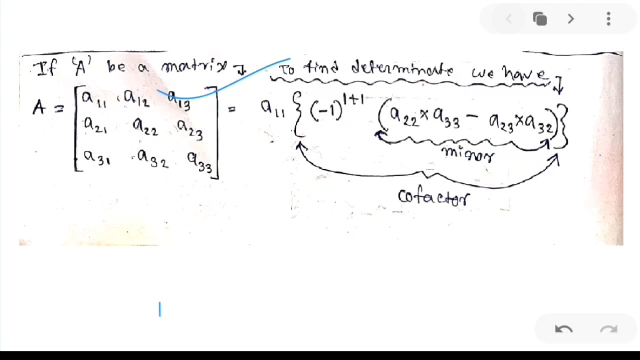 If 'A' be a matrix To find determinate we have
A = [a11 a12 a13 = a11 {(-1)^1+1 (a22×a33 - a23×a32)}
a21 a22 a23 minor
a31 a32 a33] cofactor